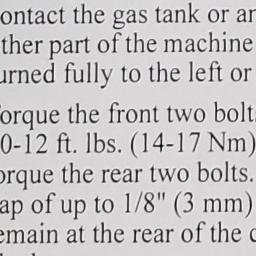 ontact the gas tank or
ther part of the machine
urned fully to the left or
orque the front two bolt
0-12 ft. lbs. (14-17 Nm)
orque the rear two bolts.
ap of up to 1/8" (3 mm)
emain at the rear of the